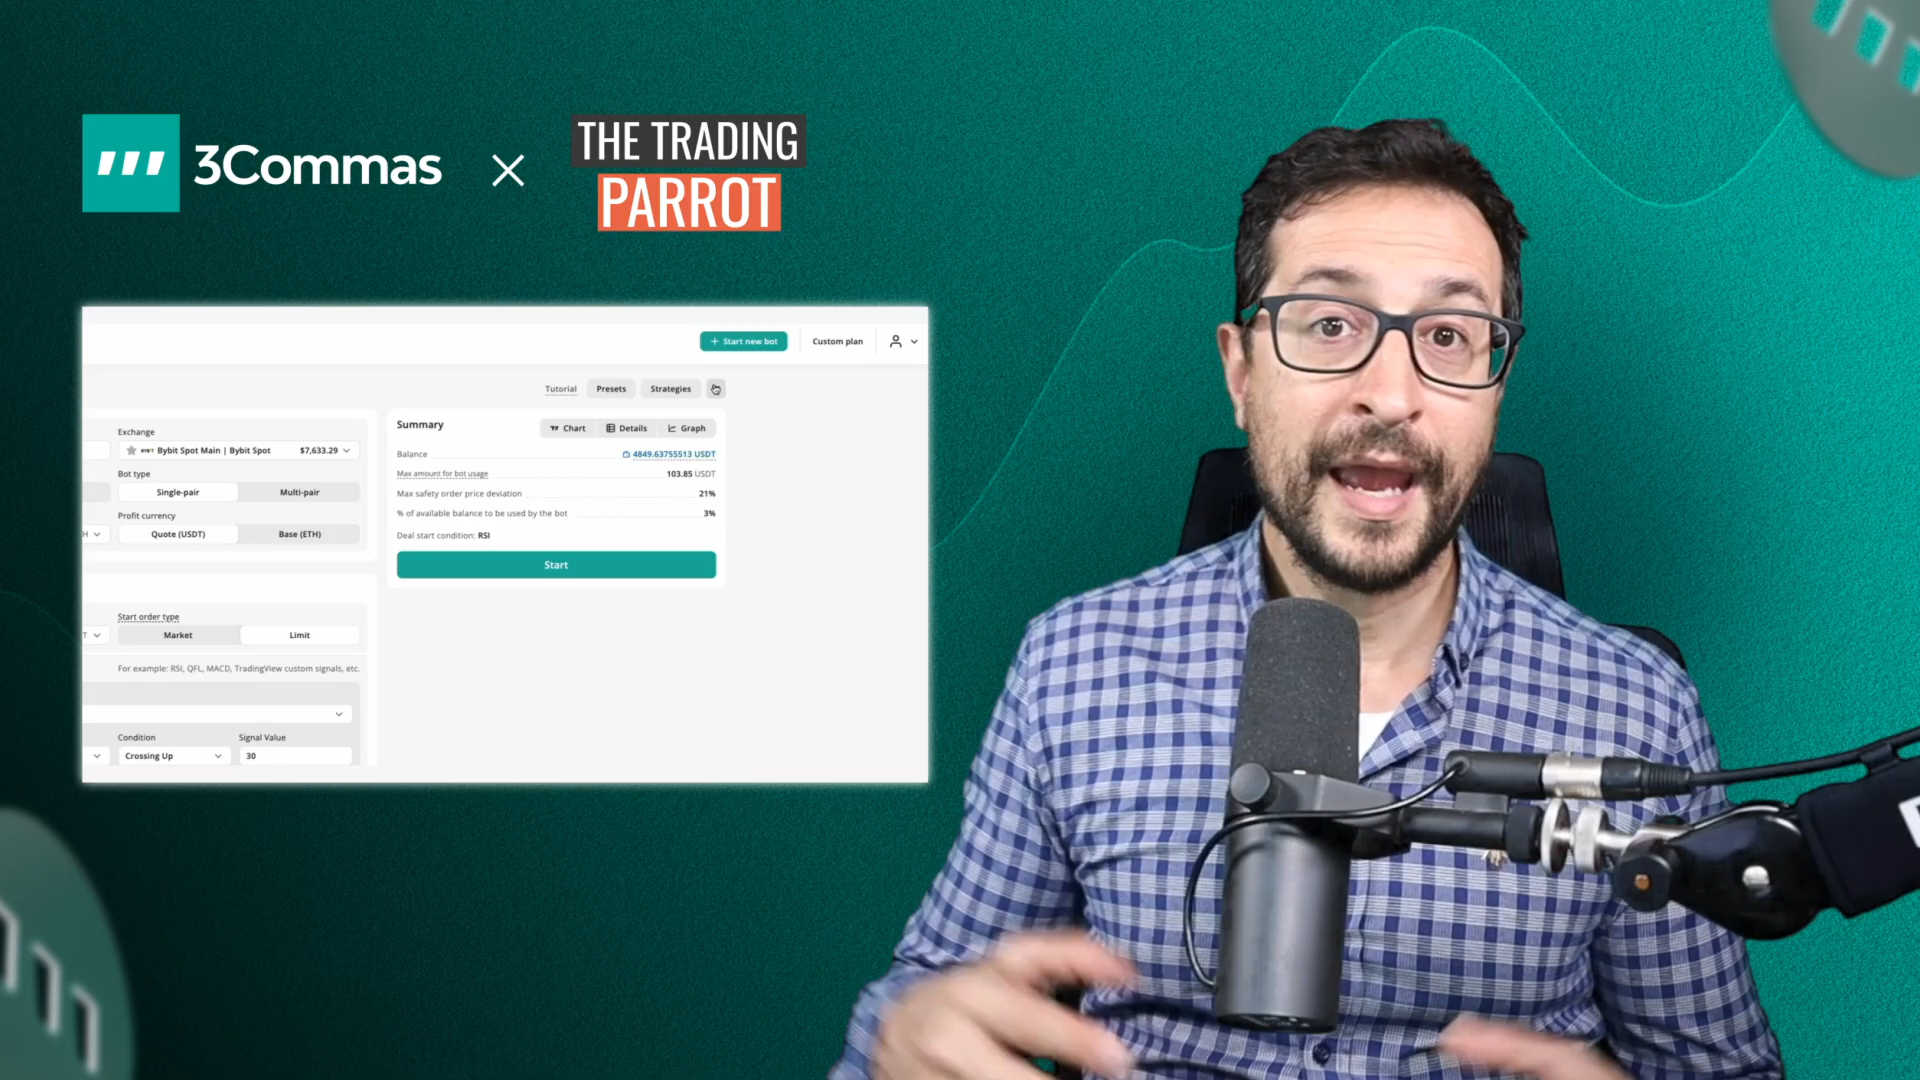 3Commas
×
THE TRADING
PARROT
+ Start new bot
Custom plan
Tutorial
Presets
Strategies
Exchange
Bybit Spot Main | Bybit Spot $7,633.29
Bot type
Single-pair
Multi-pair
Profit currency
Quote (USDT)
Base (ETH)
Start order type
Market
Limit
For example: RSI, QFL, MACD, TradingView custom signals, etc.
Condition
Signal Value
Crossing Up
30
Summary
Chart
Details
Graph
Balance 4849.63755513 USDT
Max amount for bot usage 103.85 USDT
Max safety order price deviation 21%
% of available balance to be used by the bot 3%
Deal start condition: RSI
Start